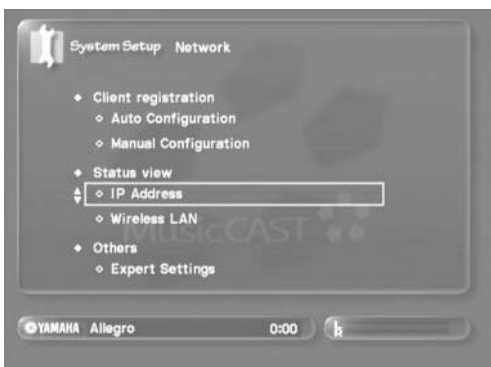 System Setup Network
Client registration
Auto Configuration
Manual Configuration
Status view
IP Address
Wireless LAN
MusicCAST
Others
Expert Settings
YAMAHA Allegro 0:00